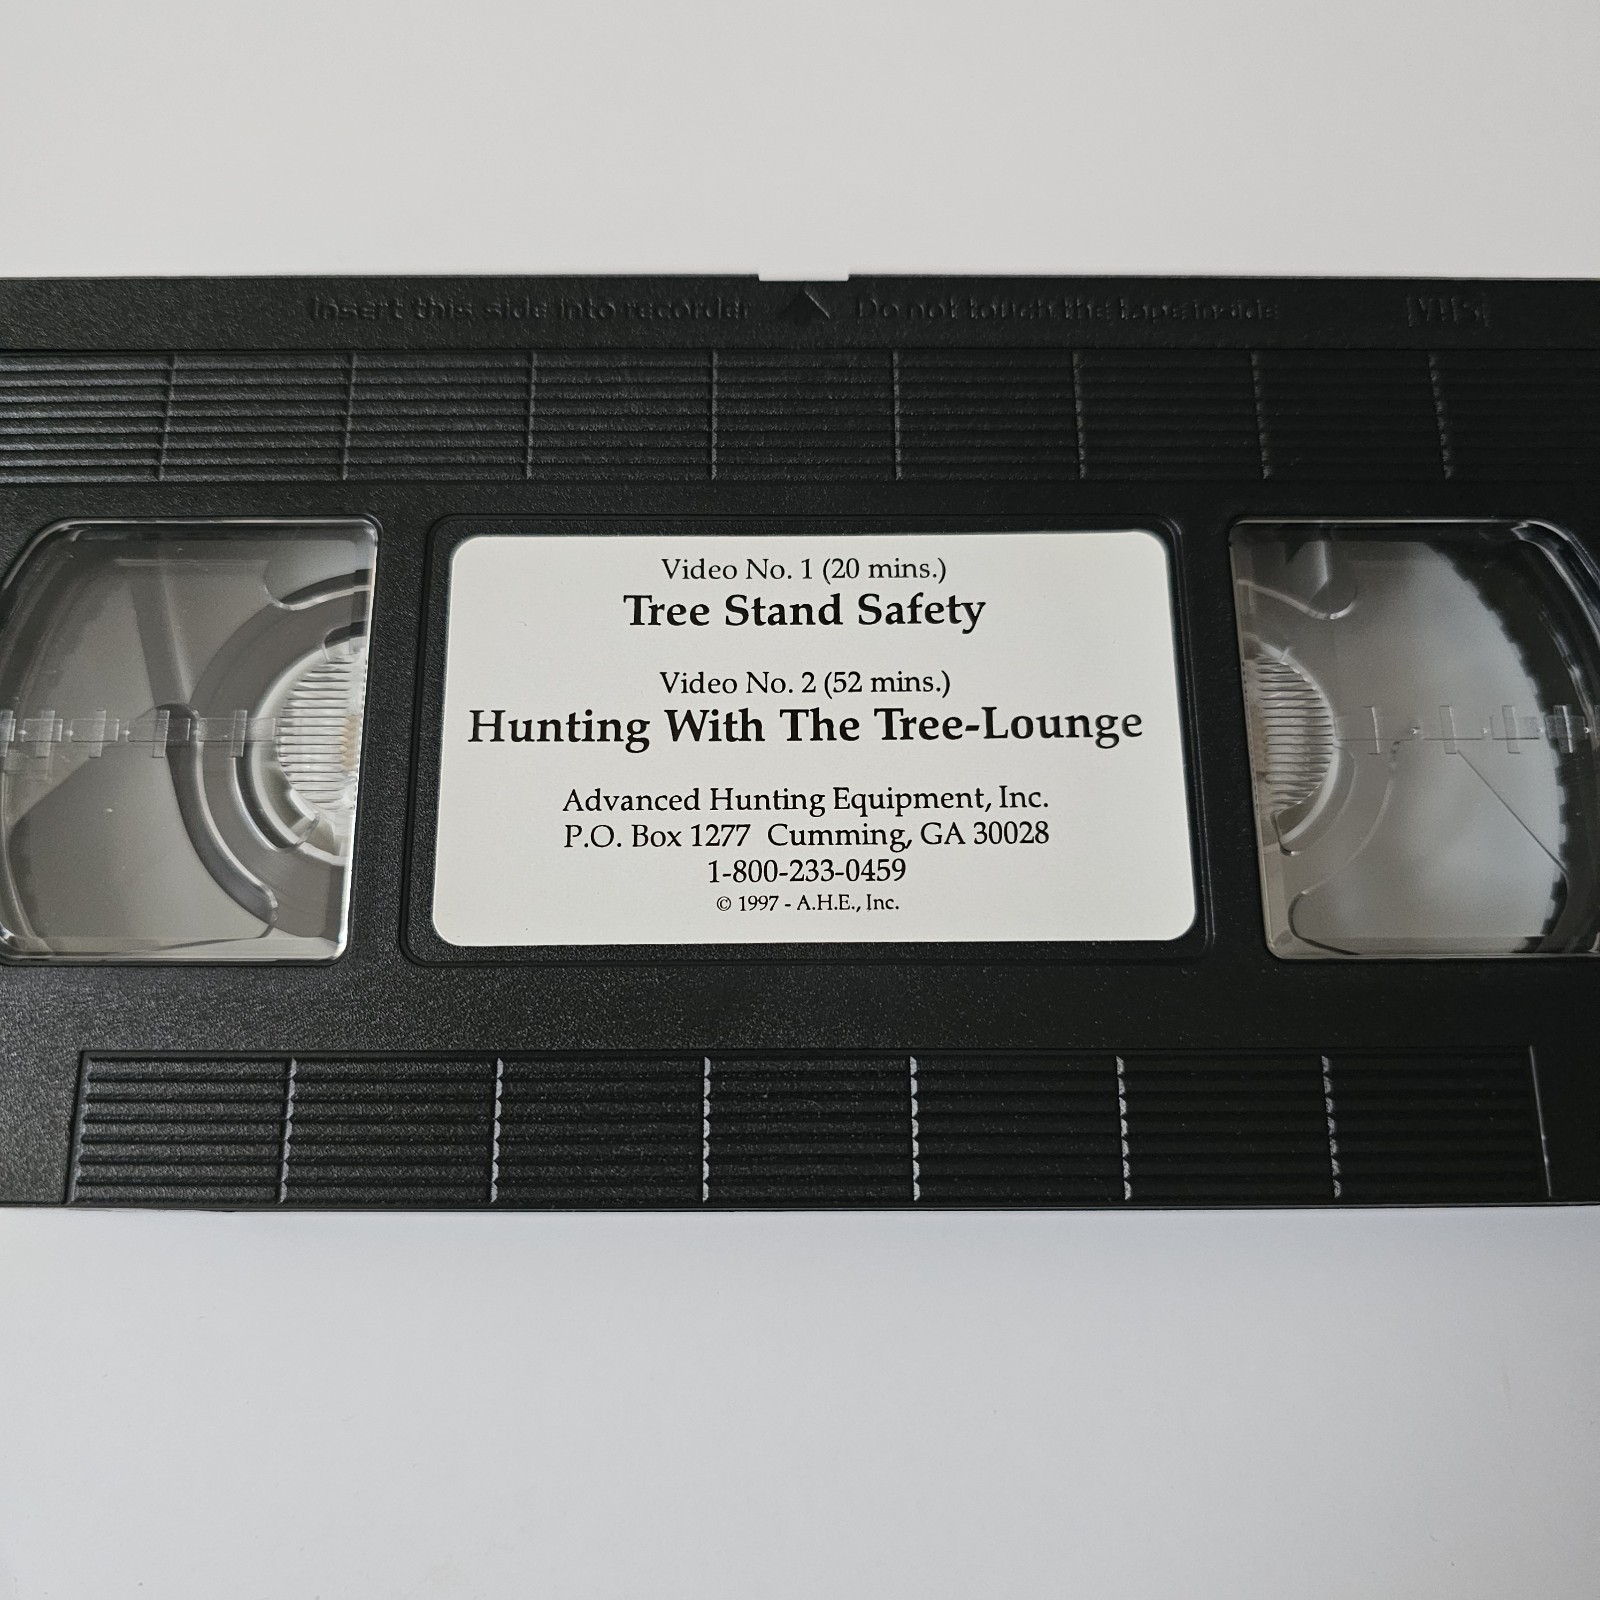 Insert this side into recorder Do not touch the tape inside VHS
Video No. 1 (20 mins.)
Tree Stand Safety
Video No. 2 (52 mins.)
Hunting With The Tree-Lounge
Advanced Hunting Equipment, Inc.
P.O. Box 1277 Cumming, GA 30028
1-800-233-0459
© 1997 - A.H.E., Inc.